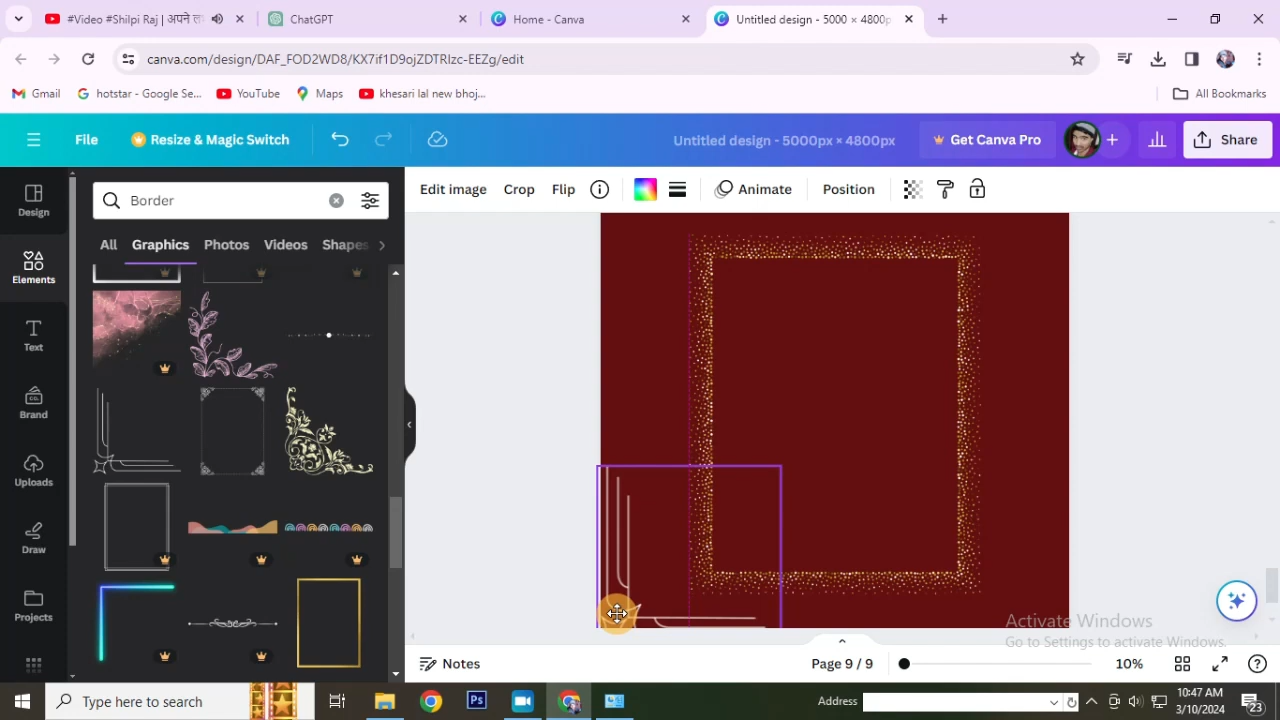 #Video #Shilpi Raj | अपने
ChatGPT
Home - Canva
Untitled design - 5000 × 4800p
canva.com/design/DAF_FOD2WD8/KX7if1D9ojZDTRIzc-EEZg/edit
Gmail
hotstar - Google Se...
YouTube
Maps
khesari lal new bhoj...
All Bookmarks
File
Resize & Magic Switch
Untitled design - 5000px × 4800px
Get Canva Pro
Share
Design
Elements
Text
Brand
Uploads
Draw
Projects
Border
All Graphics Photos Videos Shapes
Edit image Crop Flip Animate Position
Activate Windows
Go to Settings to activate Windows.
Notes
Page 9 / 9
10%
Type here to search
Ps
Address
10:47 AM
3/10/2024
23